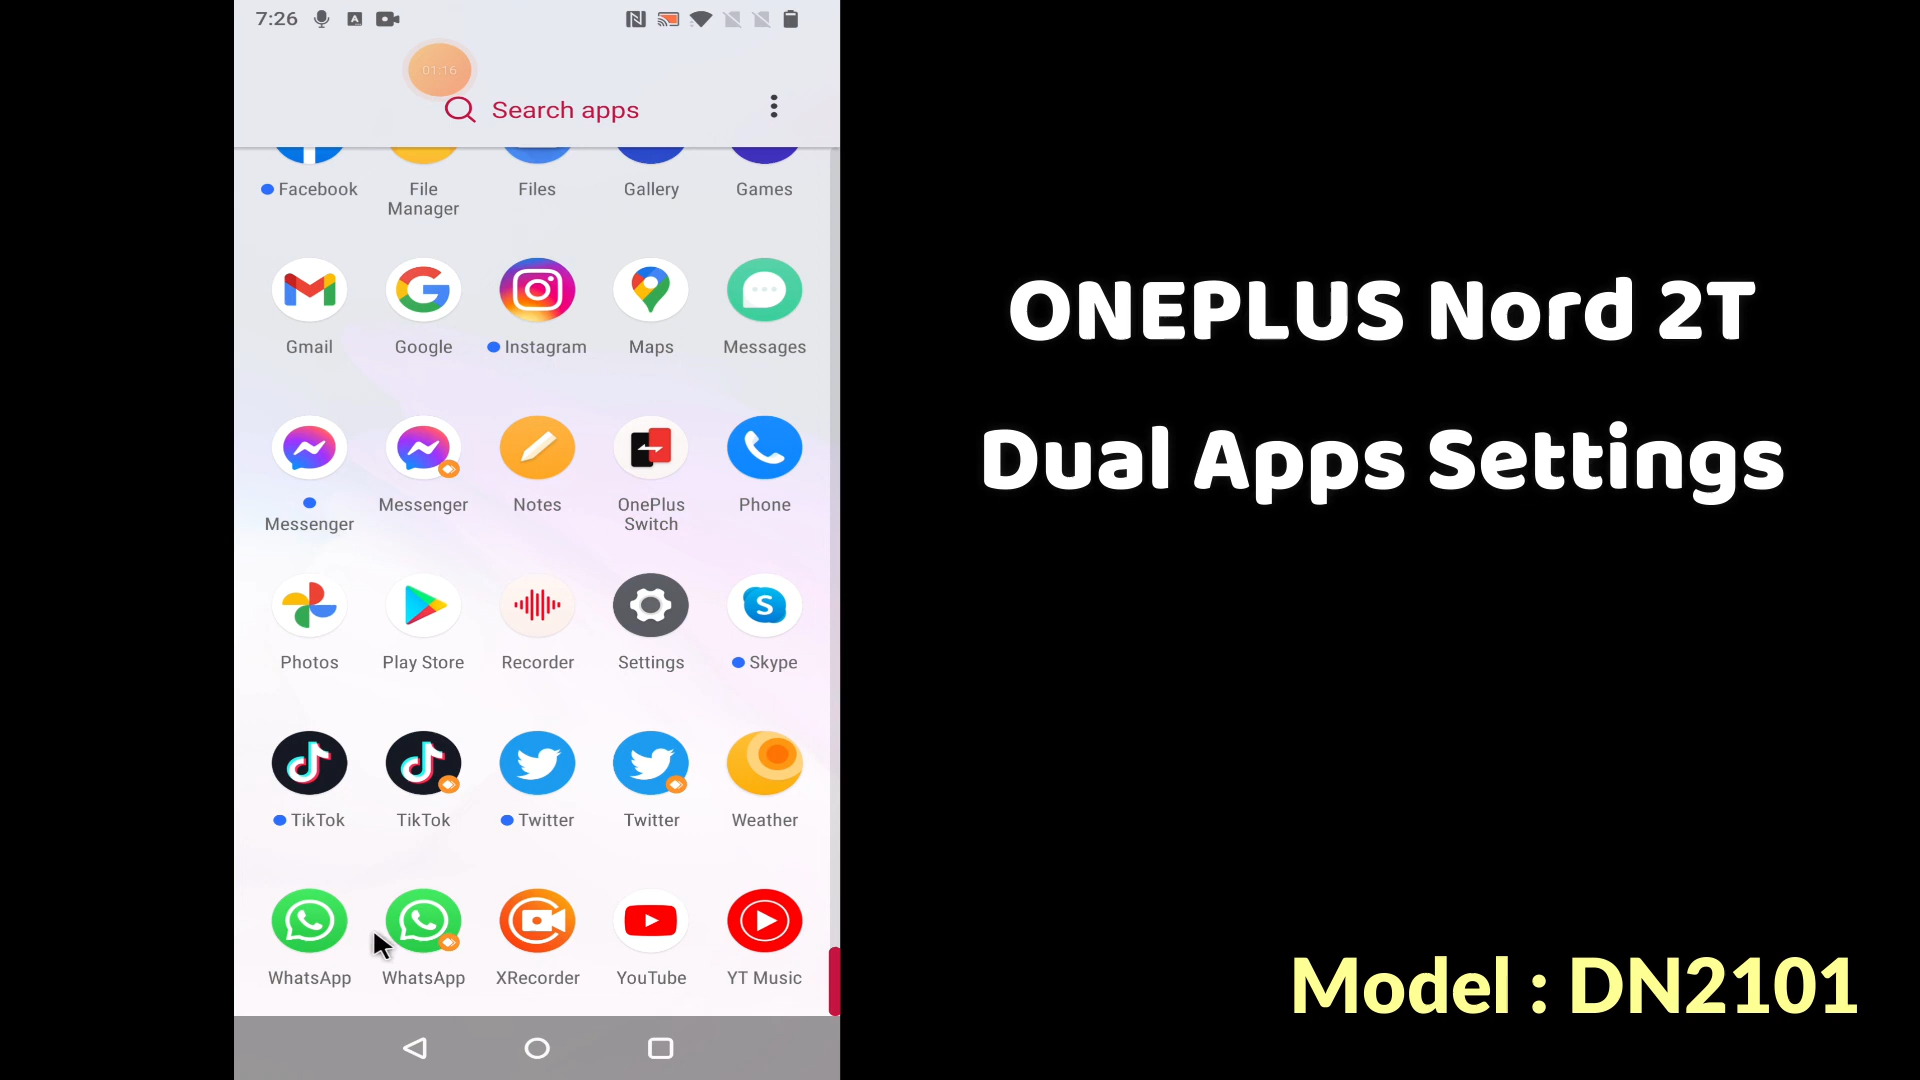 7:26
A
01:16
Search apps
Facebook
File
Manager
Files
Gallery
Games
Gmail
Google
Instagram
Maps
Messages
Messenger
Messenger
Notes
OnePlus
Switch
Phone
Photos
Play Store
Recorder
Settings
S
Skype
TikTok
TikTok
Twitter
Twitter
Weather
WhatsApp
WhatsApp
XRecorder
YouTube
YT Music
ONEPLUS Nord 2T
Dual Apps Settings
Model : DN2101